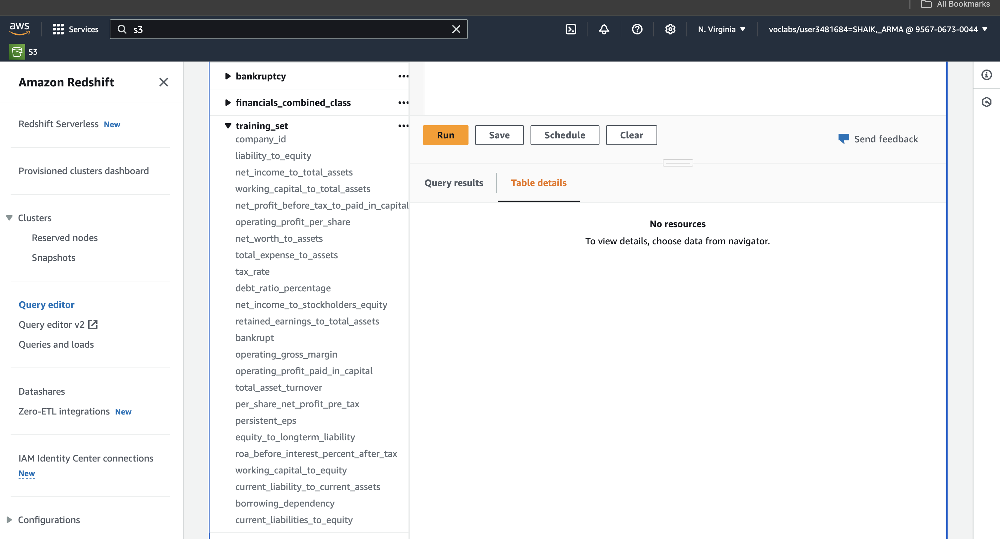 All Bookmarks
aws
Services
s3
N. Virginia
voclabs/user3481684=SHAIK,_ARMA @ 9567-0673-0044
S3
Amazon Redshift
Redshift Serverless New
Provisioned clusters dashboard
Clusters
Reserved nodes
Snapshots
Query editor
Query editor v2
Queries and loads
Datashares
Zero-ETL integrations New
IAM Identity Center connections
New
Configurations
bankruptcy
financials_combined_class
training_set
company_id
liability_to_equity
net_income_to_total_assets
working_capital_to_total_assets
net_profit_before_tax_to_paid_in_capital
operating_profit_per_share
net_worth_to_assets
total_expense_to_assets
tax_rate
debt_ratio_percentage
net_income_to_stockholders_equity
retained_earnings_to_total_assets
bankrupt
operating_gross_margin
operating_profit_paid_in_capital
total_asset_turnover
per_share_net_profit_pre_tax
persistent_eps
equity_to_longterm_liability
roa_before_interest_percent_after_tax
working_capital_to_equity
current_liability_to_current_assets
borrowing_dependency
current_liabilities_to_equity
Run
Save
Schedule
Clear
Send feedback
Query results
Table details
No resources
To view details, choose data from navigator.